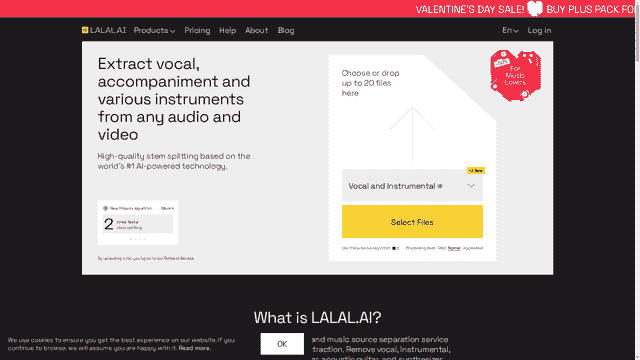 VALENTINE'S DAY SALE! BUY PLUS PACK FO
LALAL.AI Products Pricing Help About Blog En Log in
Extract vocal,
accompaniment and
various instruments
from any audio and
video
High-quality stem splitting based on the
world's #1 AI-powered technology.
2
Choose or drop
up to 20 files
here
For
Music
Lovers
Vocal and Instrumental
Select Files
What is LALAL.AI?
and music source separation service
traction. Remove vocal, instrumental,
We use cookies to ensure you get the best experience on our website. If you
continue to browse, we will assume you are happy with it. Read more.
OK